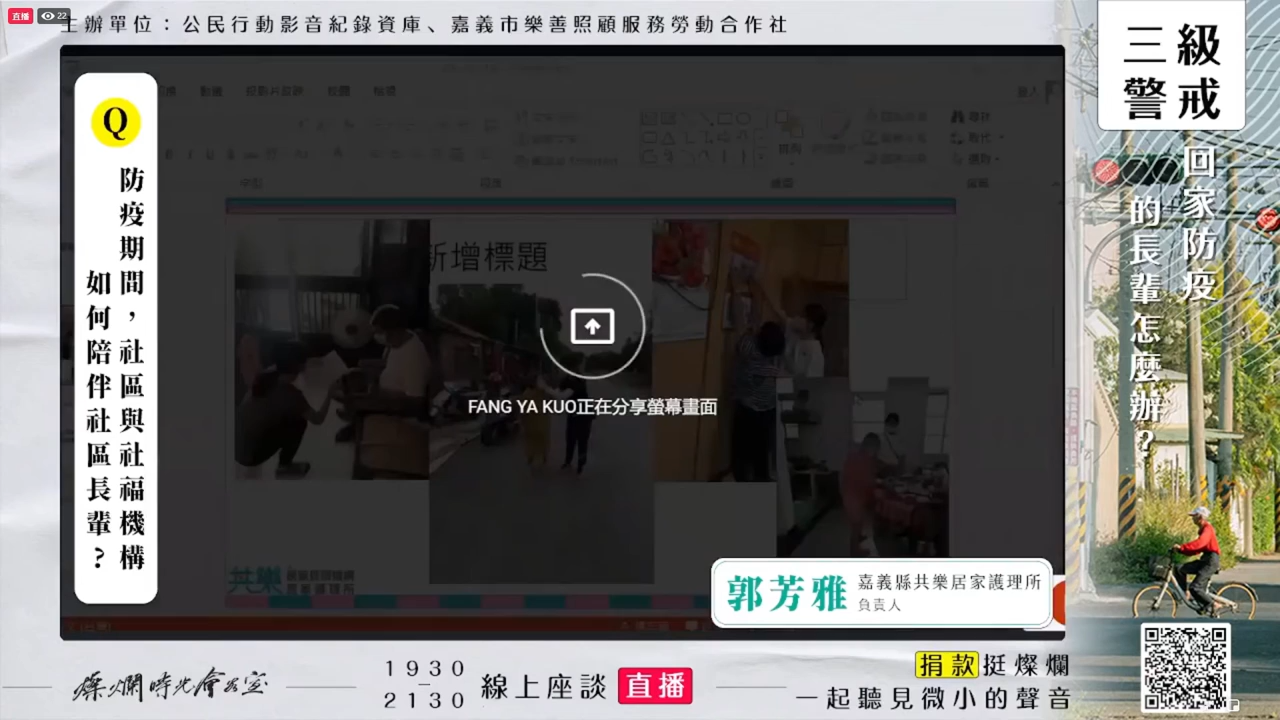 直播 22
主辦單位：公民行動影音紀錄資庫、嘉義市樂善照顧服務勞動合作社
三級
警戒
回家防疫
的長輩怎麼辦？
Q
防疫期間，社區與社福機構
如何陪伴社區長輩？
新增標題
FANG YA KUO正在分享螢幕畫面
共樂
郭芳雅
嘉義縣共樂居家護理所
負責人
燦爛時光會客室
1930
–
2130
線上座談 直播
捐款挺燦爛
一起聽見微小的聲音